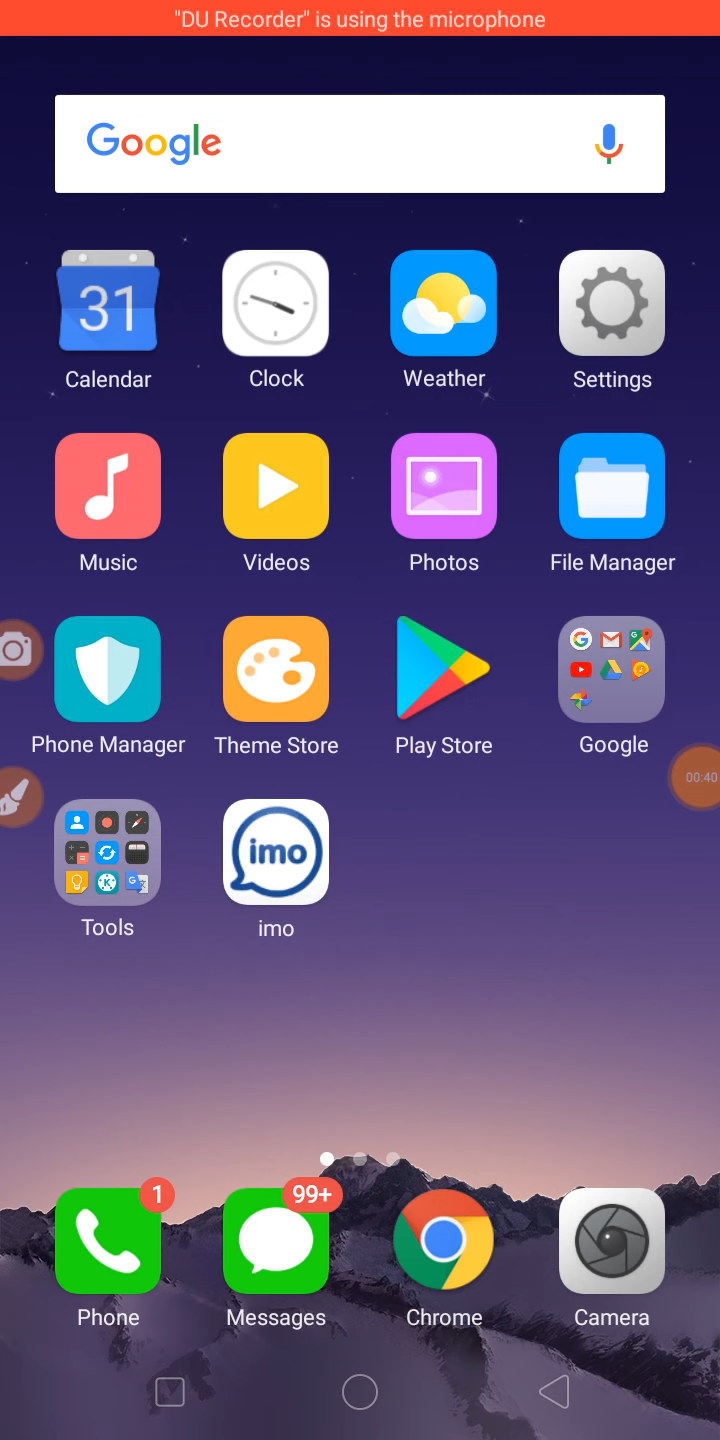 "DU Recorder" is using the microphone
Google
31
Calendar
Clock
Weather
Settings
Music
Videos
Photos
File Manager
Phone Manager
Theme Store
Play Store
Google
00:40
imo
Tools
imo
1
99+
Phone
Messages
Chrome
Camera